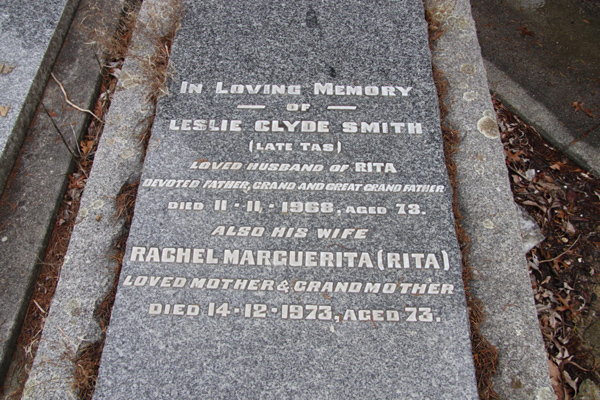 IN LOVING MEMORY
— OF —
LESLIE CLYDE SMITH
(LATE TAS)
LOVED HUSBAND OF RITA
DEVOTED FATHER, GRAND AND GREAT GRAND FATHER
DIED 11·11·1968, AGED 73.
ALSO HIS WIFE
RACHEL MARGUERITA (RITA)
LOVED MOTHER & GRANDMOTHER
DIED 14·12·1973, AGED 73.